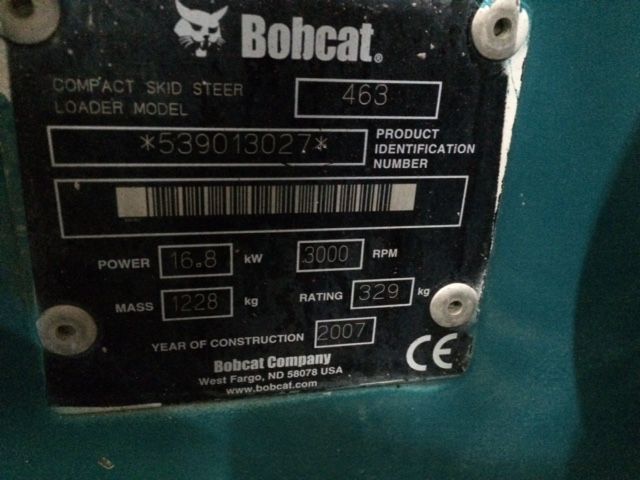 Bobcat®
COMPACT SKID STEER
LOADER MODEL
463
*539013027*
PRODUCT
IDENTIFICATION
NUMBER
POWER 16.8 kW 3000 RPM
MASS 1228 kg RATING 329 kg
YEAR OF CONSTRUCTION 2007
CE
Bobcat Company
West Fargo, ND 58078 USA
www.bobcat.com